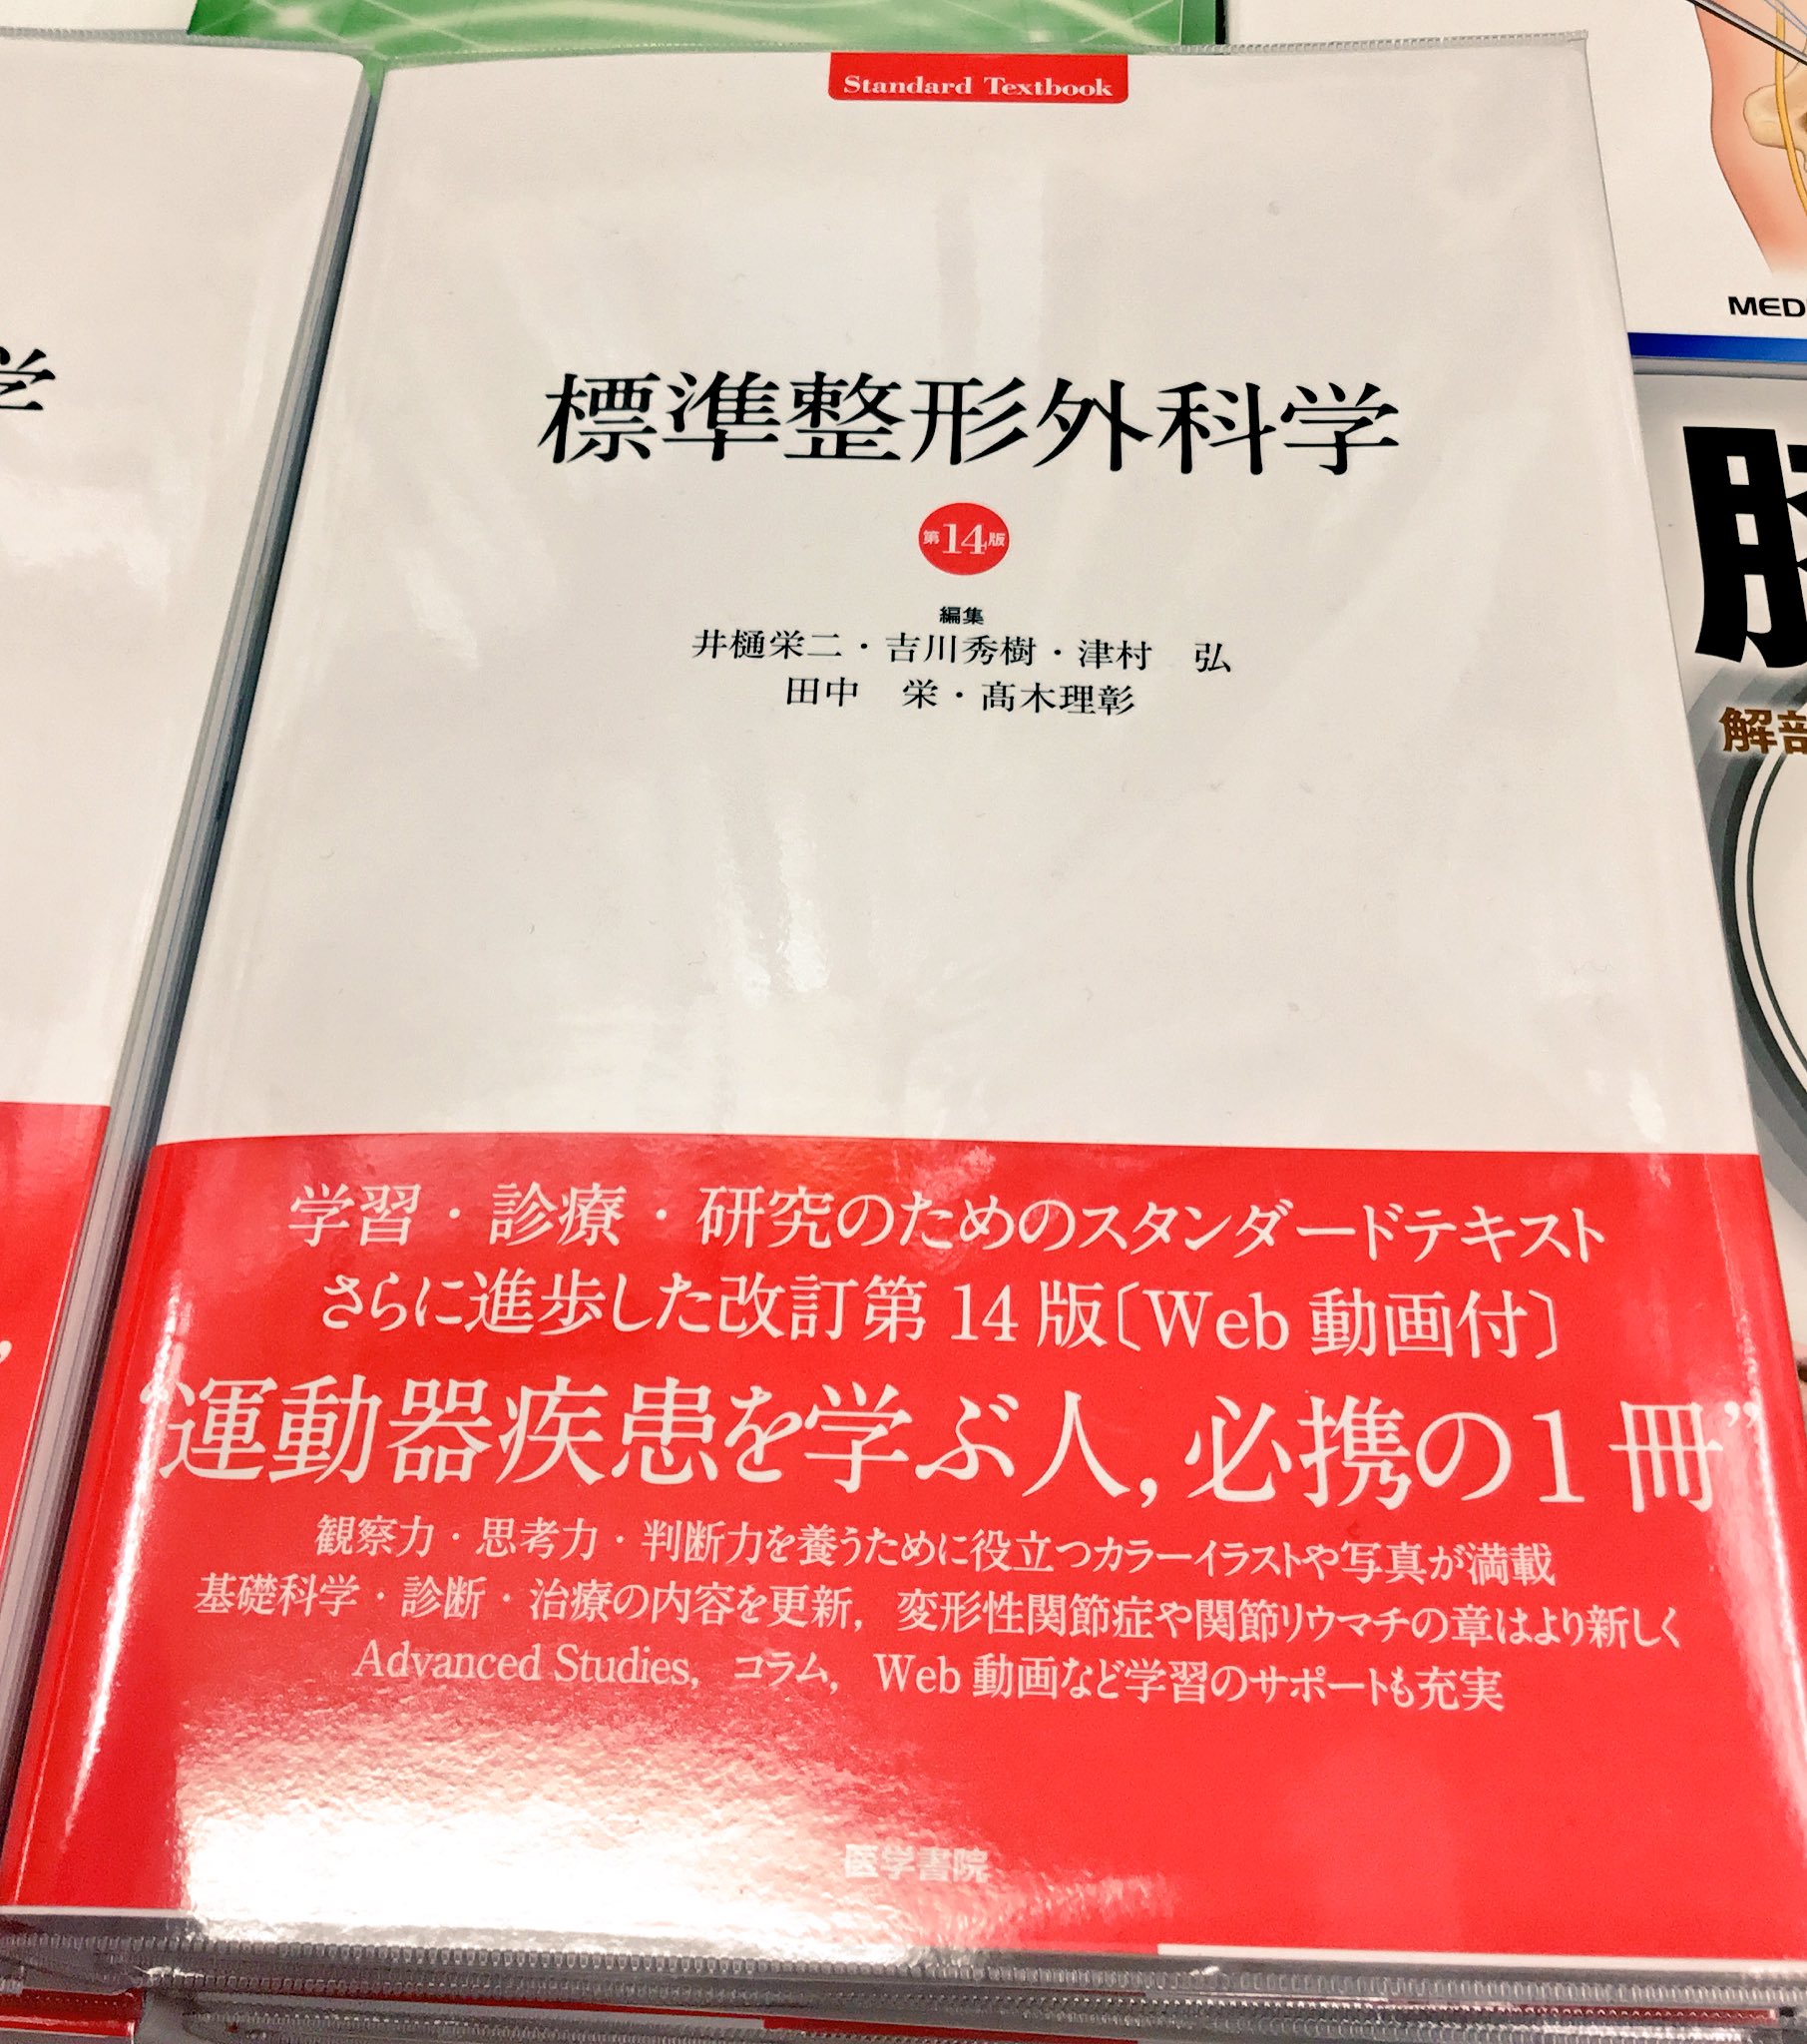 Standard Textbook
標準整形外科学
第14版
編集
井樋栄二・吉川秀樹・津村　弘
田中　栄・髙木理彰
学習・診療・研究のためのスタンダードテキスト
さらに進歩した改訂第14版〔Web動画付〕
“運動器疾患を学ぶ人, 必携の1冊”
観察力・思考力・判断力を養うために役立つカラーイラストや写真が満載
基礎科学・診断・治療の内容を更新, 変形性関節症や関節リウマチの章はより新しく
Advanced Studies, コラム, Web動画など学習のサポートも充実
医学書院
学
MED
解剖